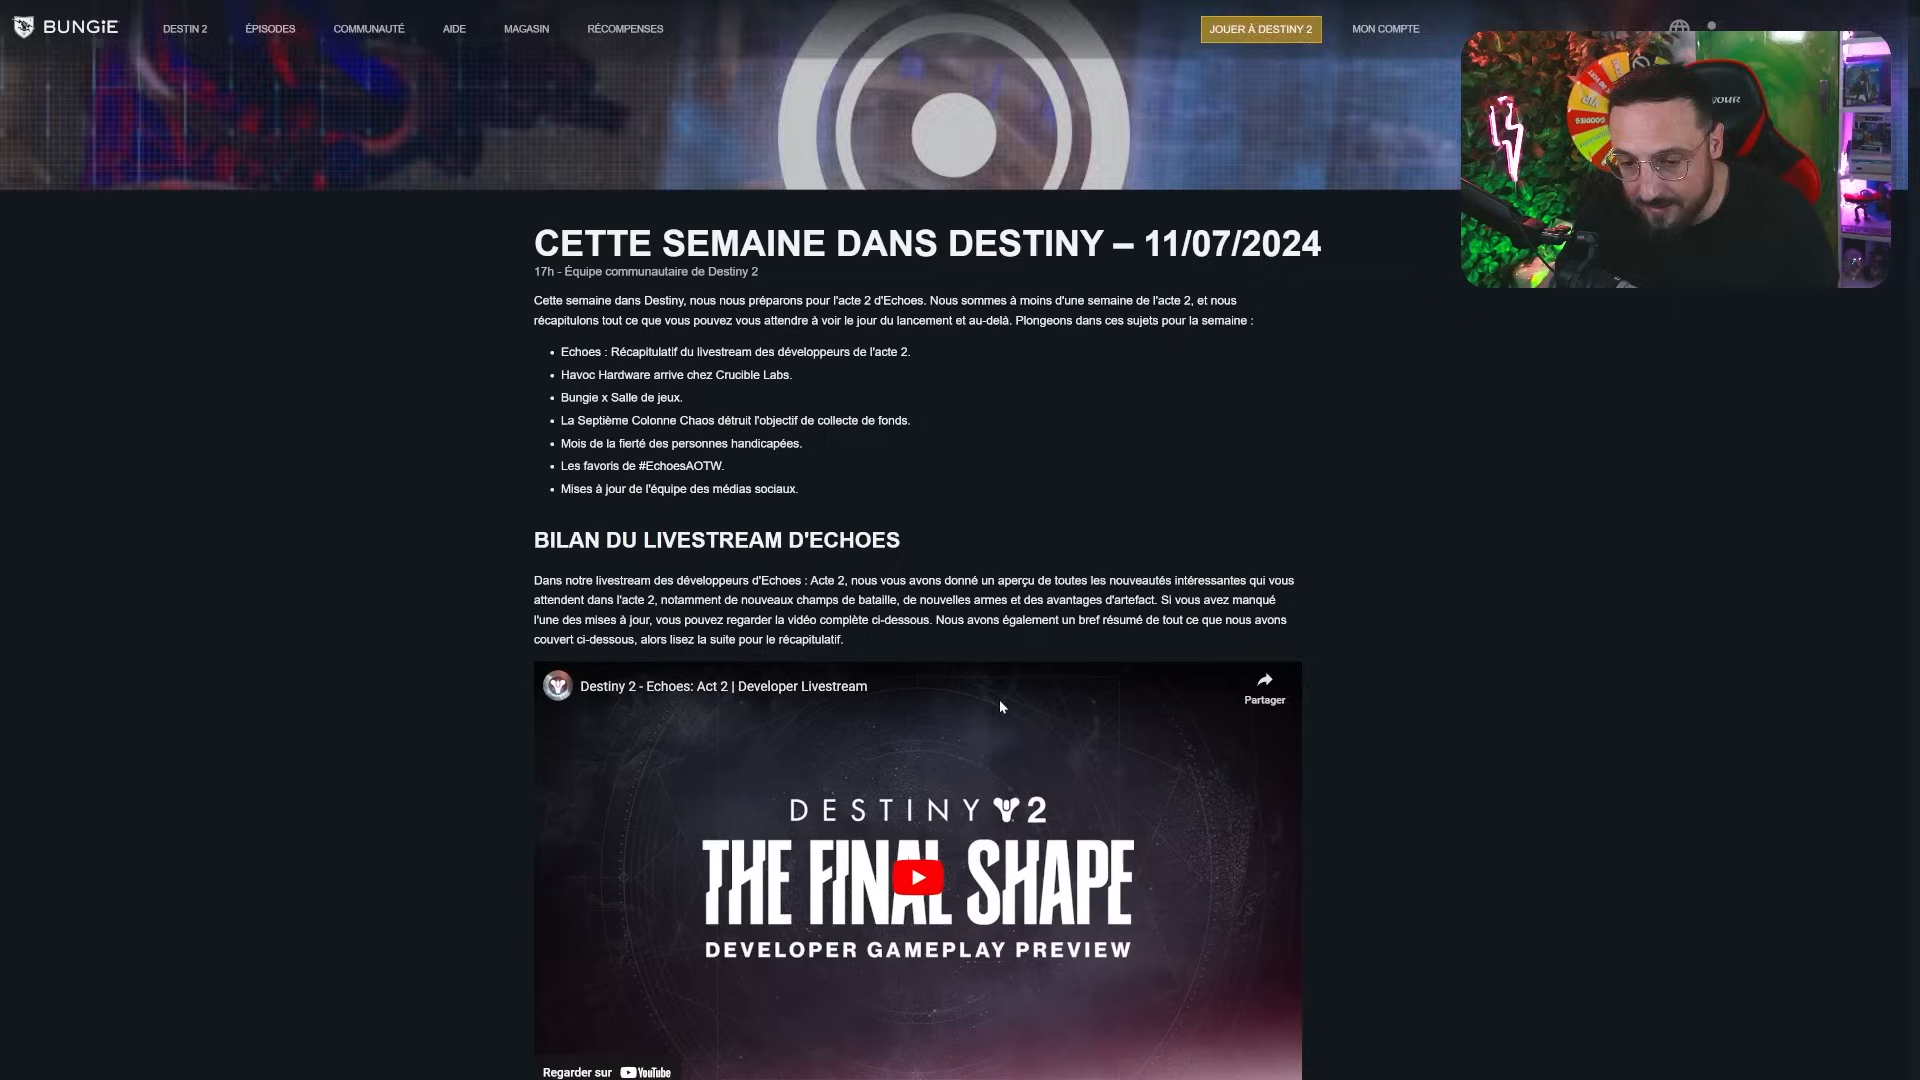 BUNGiE
DESTIN 2
ÉPISODES
COMMUNAUTÉ
AIDE
MAGASIN
RÉCOMPENSES
JOUER À DESTINY 2
MON COMPTE
GOODIES
VIP
CETTE SEMAINE DANS DESTINY – 11/07/2024
17h - Équipe communautaire de Destiny 2
Cette semaine dans Destiny, nous nous préparons pour l'acte 2 d'Echoes. Nous sommes à moins d'une semaine de l'acte 2, et nous
récapitulons tout ce que vous pouvez vous attendre à voir le jour du lancement et au-delà. Plongeons dans ces sujets pour la semaine :
• Echoes : Récapitulatif du livestream des développeurs de l'acte 2.
• Havoc Hardware arrive chez Crucible Labs.
• Bungie x Salle de jeux.
• La Septième Colonne Chaos détruit l'objectif de collecte de fonds.
• Mois de la fierté des personnes handicapées.
• Les favoris de #EchoesAOTW.
• Mises à jour de l'équipe des médias sociaux.
BILAN DU LIVESTREAM D'ECHOES
Dans notre livestream des développeurs d'Echoes : Acte 2, nous vous avons donné un aperçu de toutes les nouveautés intéressantes qui vous
attendent dans l'acte 2, notamment de nouveaux champs de bataille, de nouvelles armes et des avantages d'artefact. Si vous avez manqué
l'une des mises à jour, vous pouvez regarder la vidéo complète ci-dessous. Nous avons également un bref résumé de tout ce que nous avons
couvert ci-dessous, alors lisez la suite pour le récapitulatif.
Destiny 2 - Echoes: Act 2 | Developer Livestream
Partager
DESTINY 2
THE FINAL SHAPE
DEVELOPER GAMEPLAY PREVIEW
Regarder sur YouTube